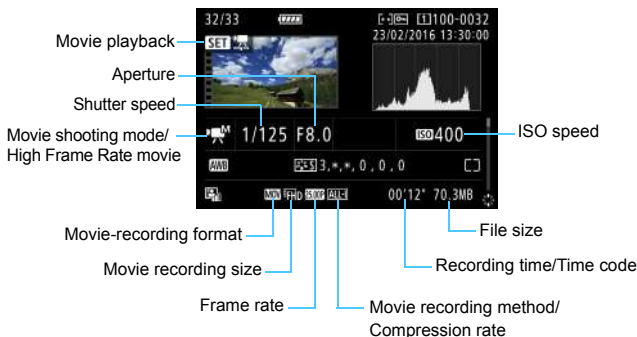 32/33 100-0032
SET 23/02/2016 13:30:00
Movie playback
Aperture
Shutter speed
Movie shooting mode/
High Frame Rate movie
M 1/125 F8.0 ISO 400
ISO speed
AWB S 3,*,*,0,0,0
MOV FHD ALL-I 00'12" 70.3MB
Movie-recording format
File size
Movie recording size
Recording time/Time code
Frame rate
Movie recording method/
Compression rate